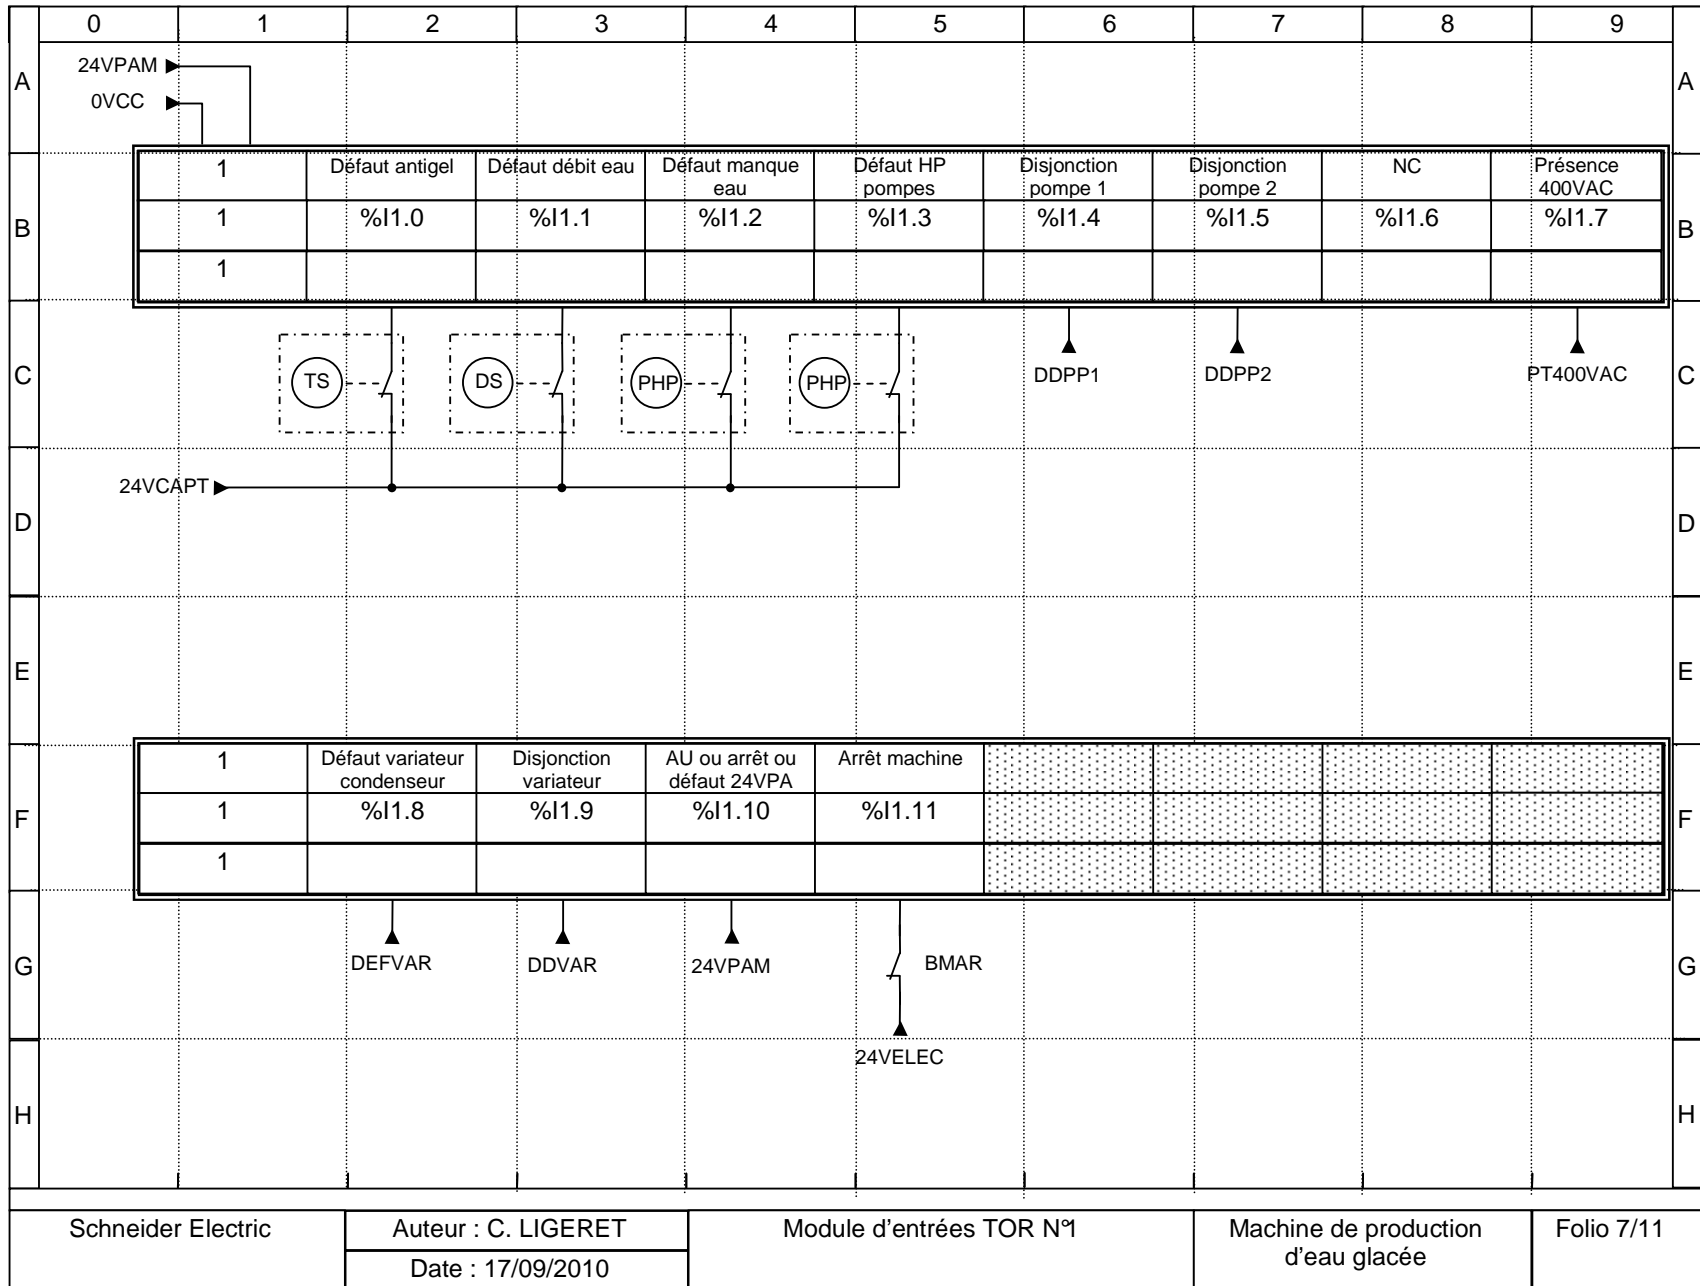 0 1 2 3 4 5 6 7 8 9
A 24VPAM A
0VCC
1 Défaut antigel Défaut débit eau Défaut manque Défaut HP Disjonction Disjonction NC Présence
eau pompes pompe 1 pompe 2 400VAC
B 1 %I1.0 %I1.1 %I1.2 %I1.3 %I1.4 %I1.5 %I1.6 %I1.7 B
1
C TS DS PHP PHP DDPP1 DDPP2 PT400VAC C
24VCAPT
D D
E E
1 Défaut variateur Disjonction AU ou arrêt ou Arrêt machine
condenseur variateur défaut 24VPA
F 1 %I1.8 %I1.9 %I1.10 %I1.11 F
1
G DEFVAR DDVAR 24VPAM BMAR G
24VELEC
H H
Schneider Electric Auteur : C. LIGERET Module d'entrées TOR N°1 Machine de production Folio 7/11
d'eau glacée
Date : 17/09/2010